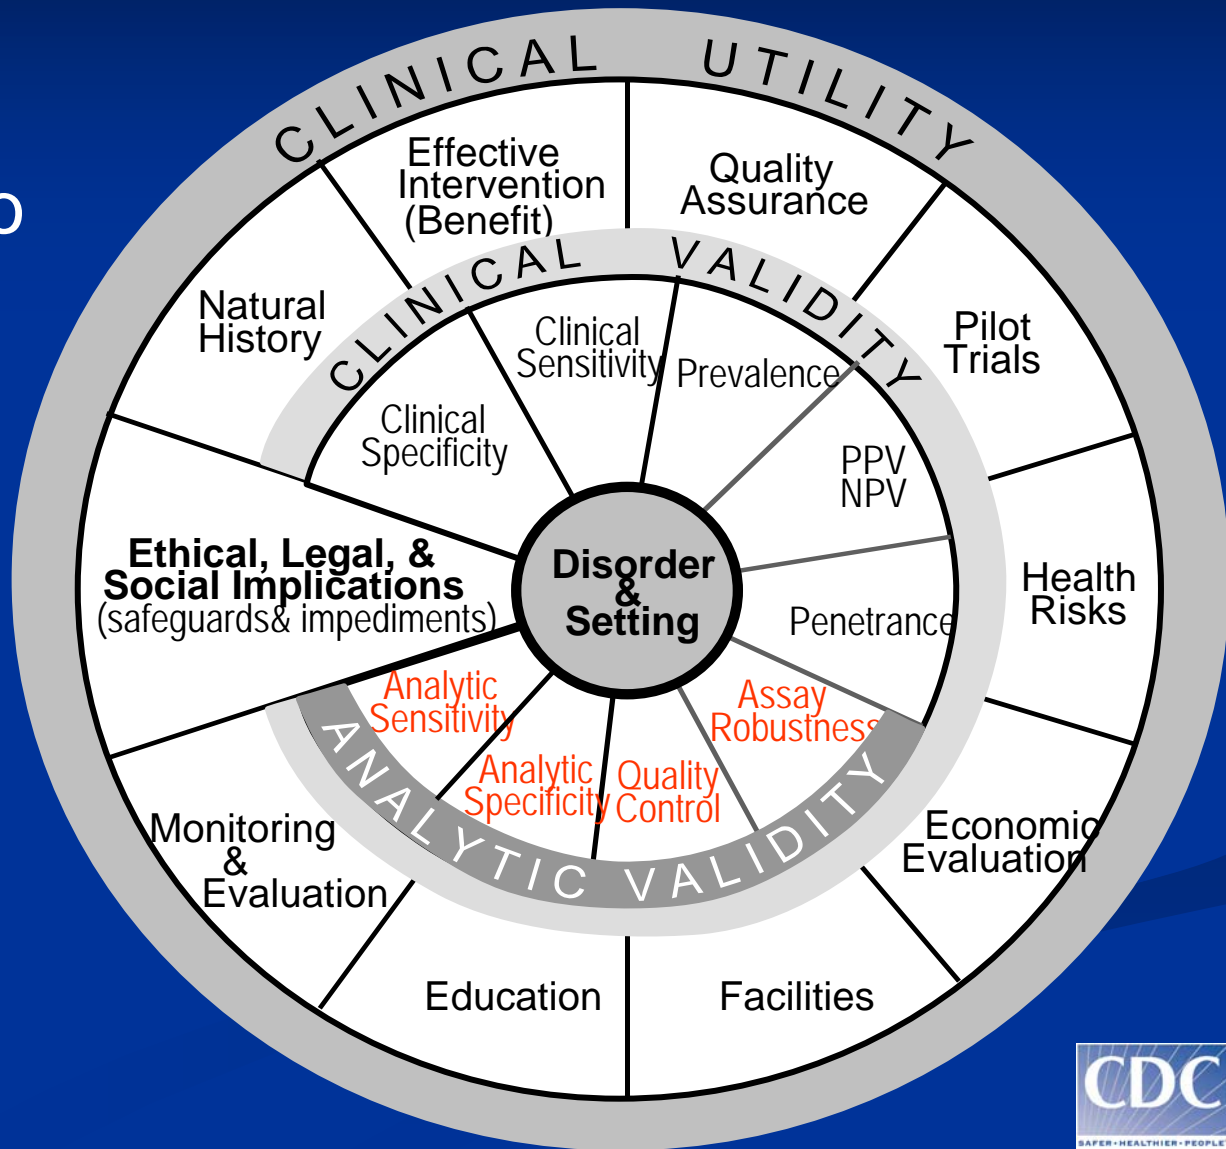 o
CLINICAL UTILITY
Effective
Intervention
(Benefit)
Quality
Assurance
Natural
History
Pilot
Trials
CLINICAL VALIDITY
Clinical
Specificity
Clinical
Sensitivity
Prevalence
PPV
NPV
Penetrance
Ethical, Legal, &
Social Implications
(safeguards& impediments)
Disorder
&
Setting
Health
Risks
Analytic
Sensitivity
Analytic
Specificity
Quality
Control
Assay
Robustness
ANALYTIC VALIDITY
Monitoring
&
Evaluation
Education
Facilities
Economic
Evaluation
CDC
SAFER•HEALTHIER•PEOPLE